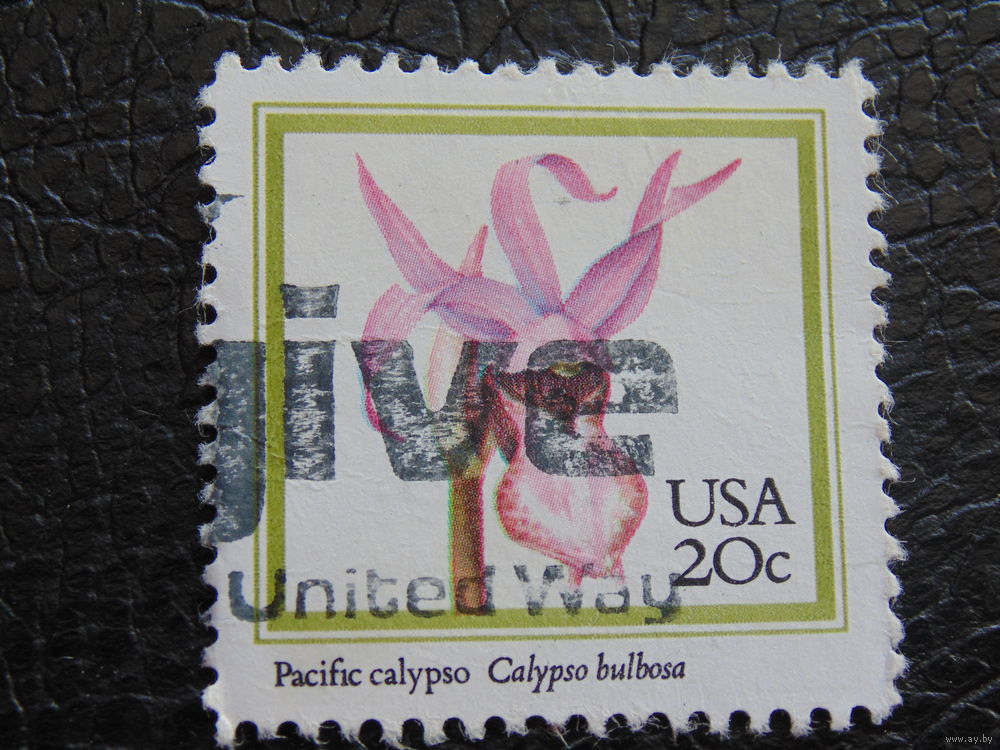 give
United Way
USA
20c
Pacific calypso Calypso bulbosa
www.ay.by